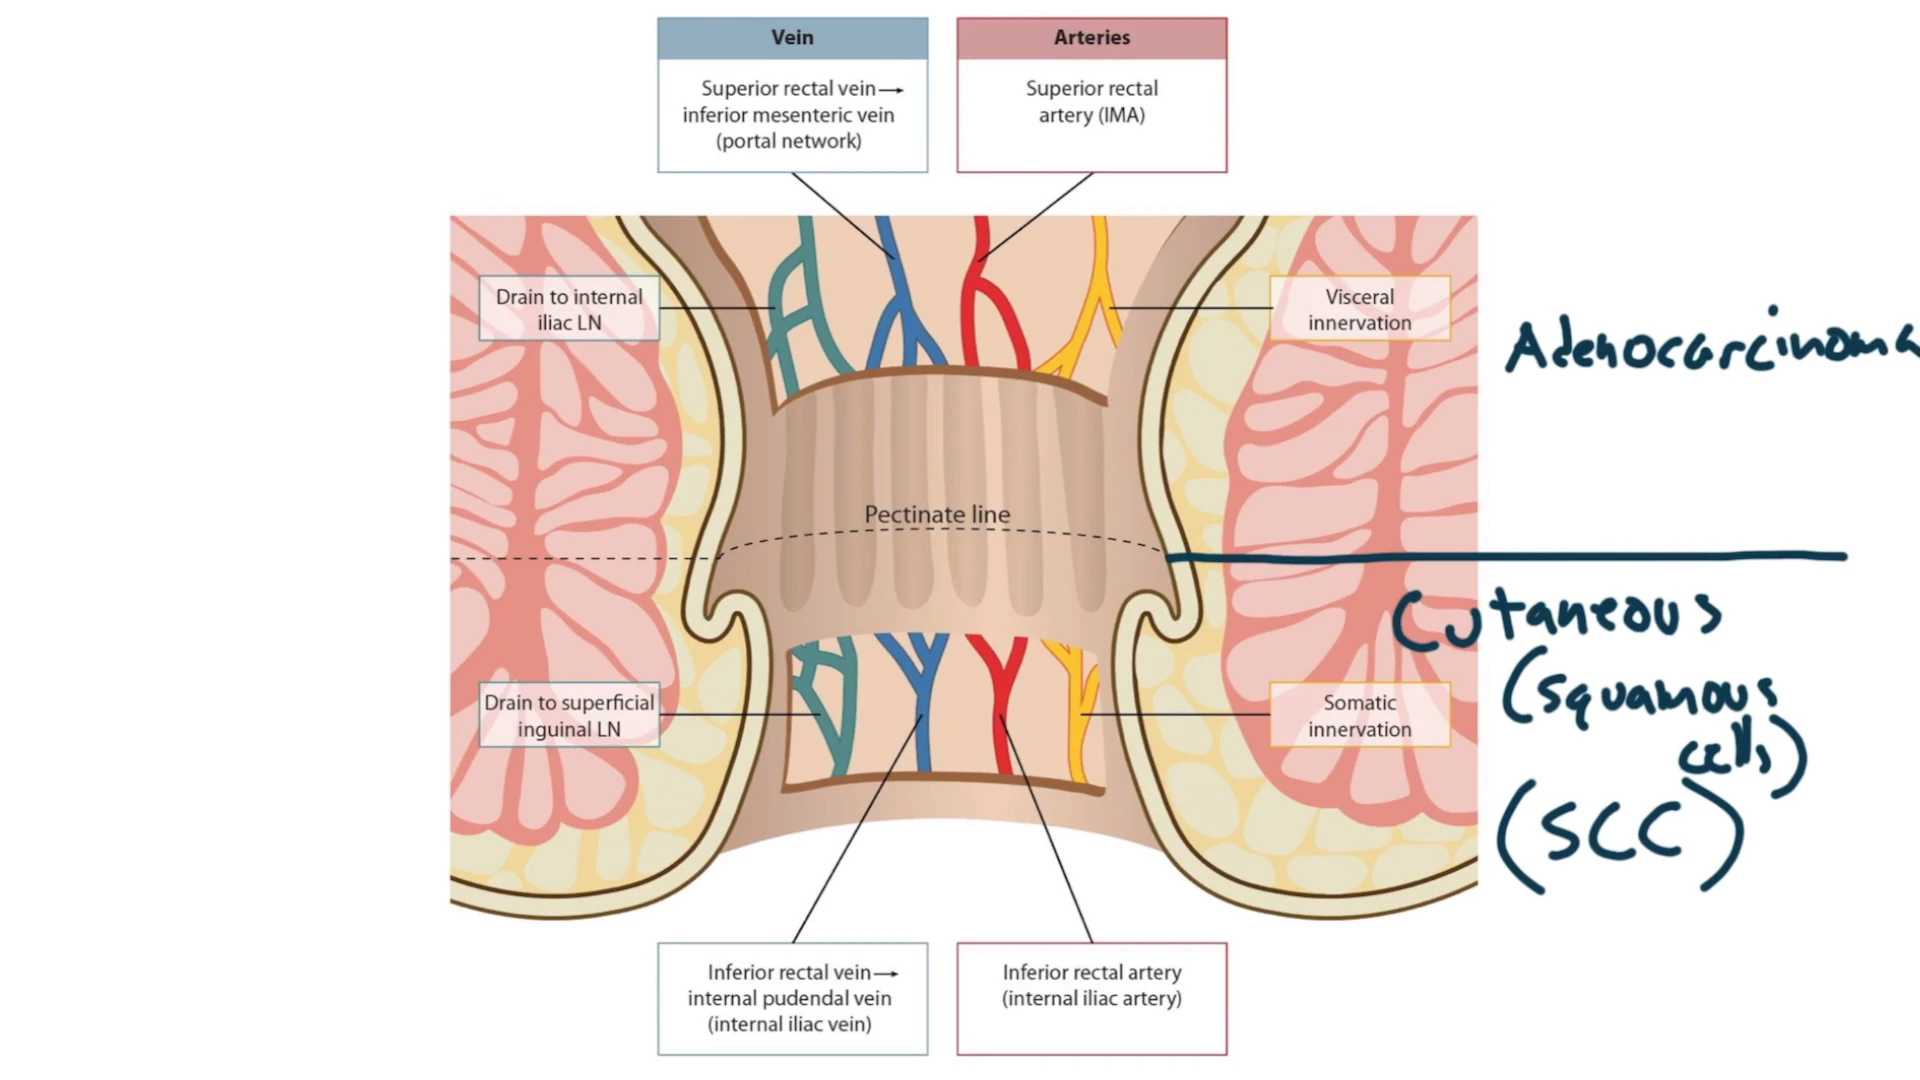 Vein
Superior rectal vein→
inferior mesenteric vein
(portal network)
Arteries
Superior rectal
artery (IMA)
Drain to internal
iliac LN
Visceral
innervation
Adenocarcinoma
Pectinate line
Cutaneous
(squamous
cells)
(SCC)
Drain to superficial
inguinal LN
Somatic
innervation
Inferior rectal vein→
internal pudendal vein
(internal iliac vein)
Inferior rectal artery
(internal iliac artery)